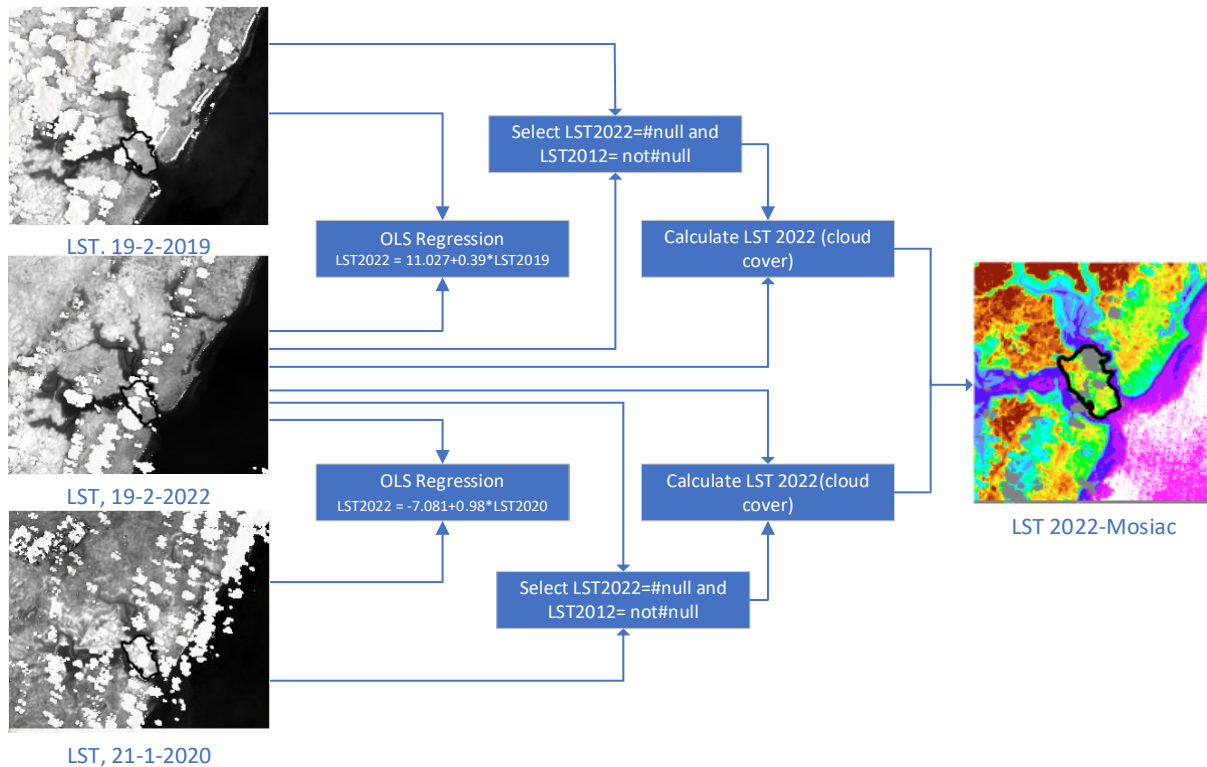 Select LST2022=#null and
LST2012= not#null
OLS Regression
LST2022 = 11.027+0.39*LST2019
Calculate LST 2022 (cloud
cover)
LST. 19-2-2019
LST, 19-2-2022
OLS Regression
LST2022 = -7.081+0.98*LST2020
Calculate LST 2022(cloud
cover)
LST 2022-Mosiac
Select LST2022=#null and
LST2012= not#null
LST, 21-1-2020